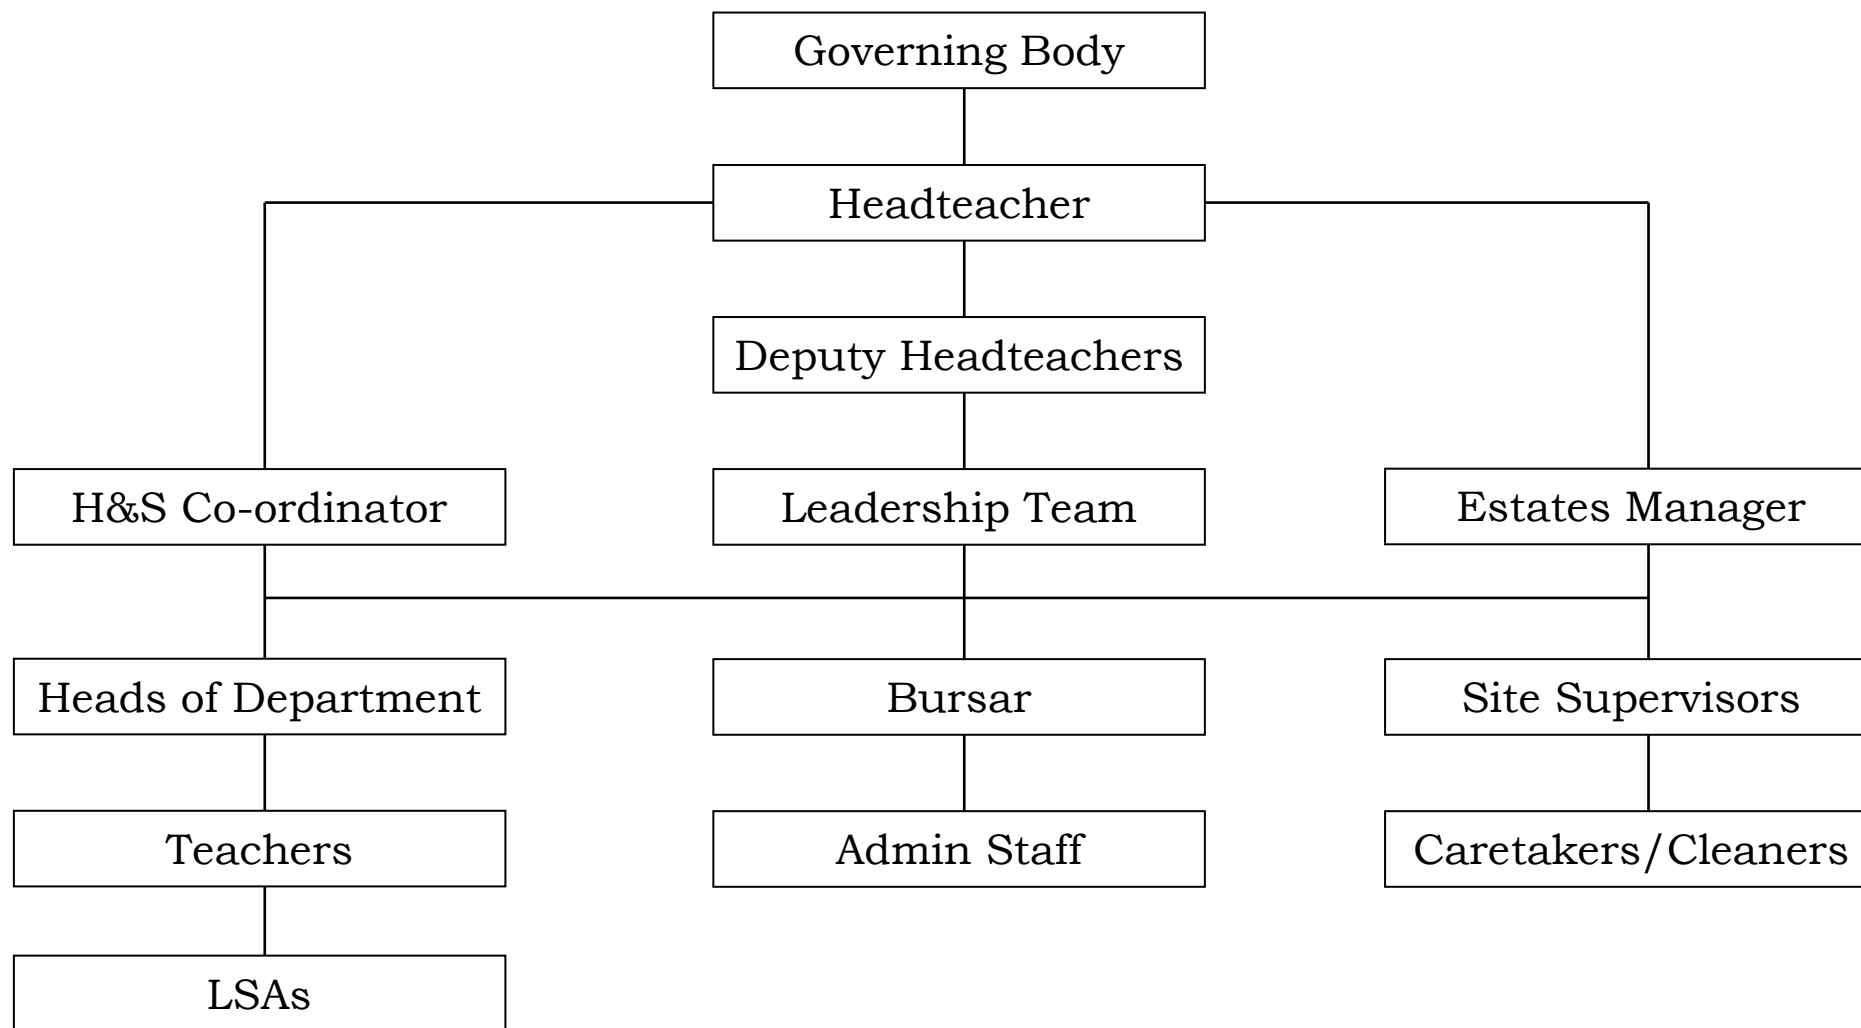 Governing Body
Headteacher
Deputy Headteachers
H&S Co-ordinator
Leadership Team
Estates Manager
Heads of Department
Bursar
Site Supervisors
Teachers
Admin Staff
Caretakers/Cleaners
LSAs